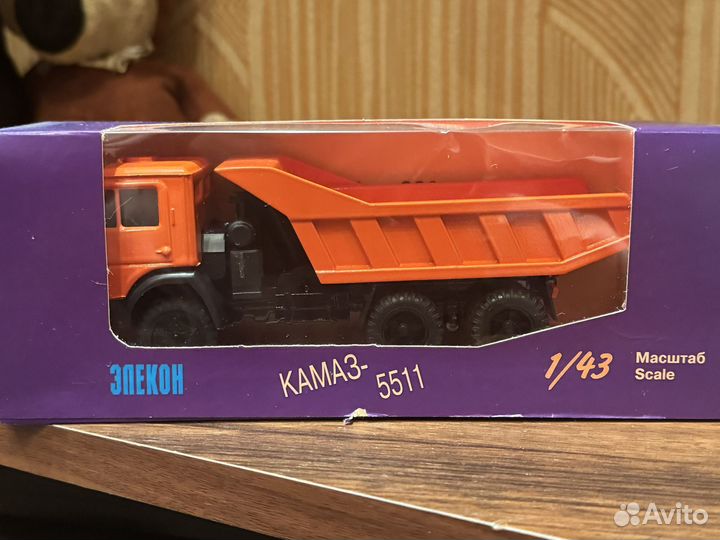 ЭЛЕКОН
КАМАЗ-
5511
1/43
Масштаб
Scale
Avito